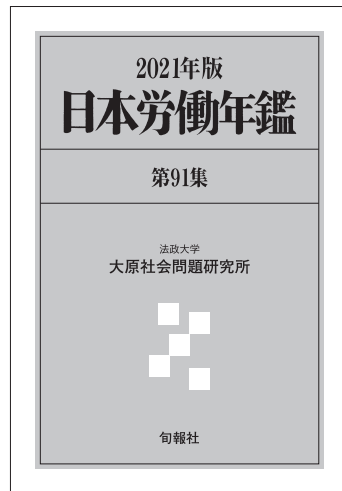 2021年版
日本労働年鑑
第91集
法政大学
大原社会問題研究所
旬報社